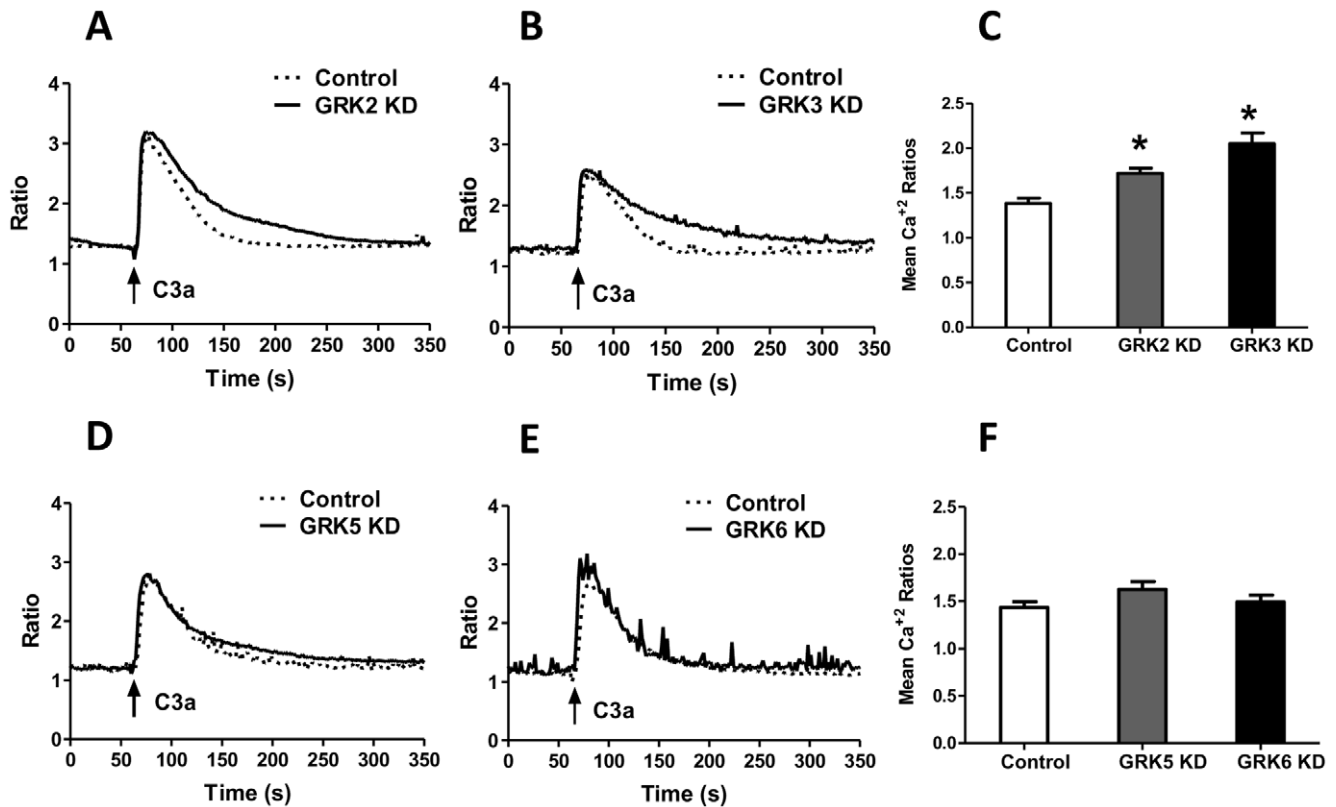 A
Control
GRK2 KD
4
3
2
1
0
Ratio
C3a
0 50 100 150 200 250 300 350
Time (s)
B
Control
GRK3 KD
4
3
2
1
0
Ratio
C3a
0 50 100 150 200 250 300 350
Time (s)
C
2.5
2.0
1.5
1.0
0.5
0.0
Mean Ca+2 Ratios
* *
Control GRK2 KD GRK3 KD
D
Control
GRK5 KD
4
3
2
1
0
Ratio
C3a
0 50 100 150 200 250 300 350
Time (s)
E
Control
GRK6 KD
4
3
2
1
0
Ratio
C3a
0 50 100 150 200 250 300 350
Time (s)
F
2.5
2.0
1.5
1.0
0.5
0.0
Mean Ca+2 Ratios
Control GRK5 KD GRK6 KD